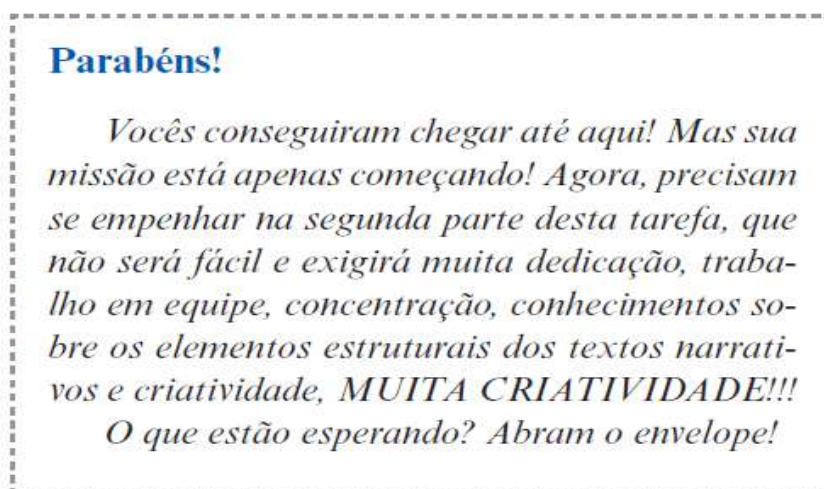 Parabéns!
Vocês conseguiram chegar até aqui! Mas sua
missão está apenas começando! Agora, precisam
se empenhar na segunda parte desta tarefa, que
não será fácil e exigirá muita dedicação, traba-
lho em equipe, concentração, conhecimentos so-
bre os elementos estruturais dos textos narrati-
vos e criatividade, MUITA CRIATIVIDADE!!!
O que estão esperando? Abram o envelope!